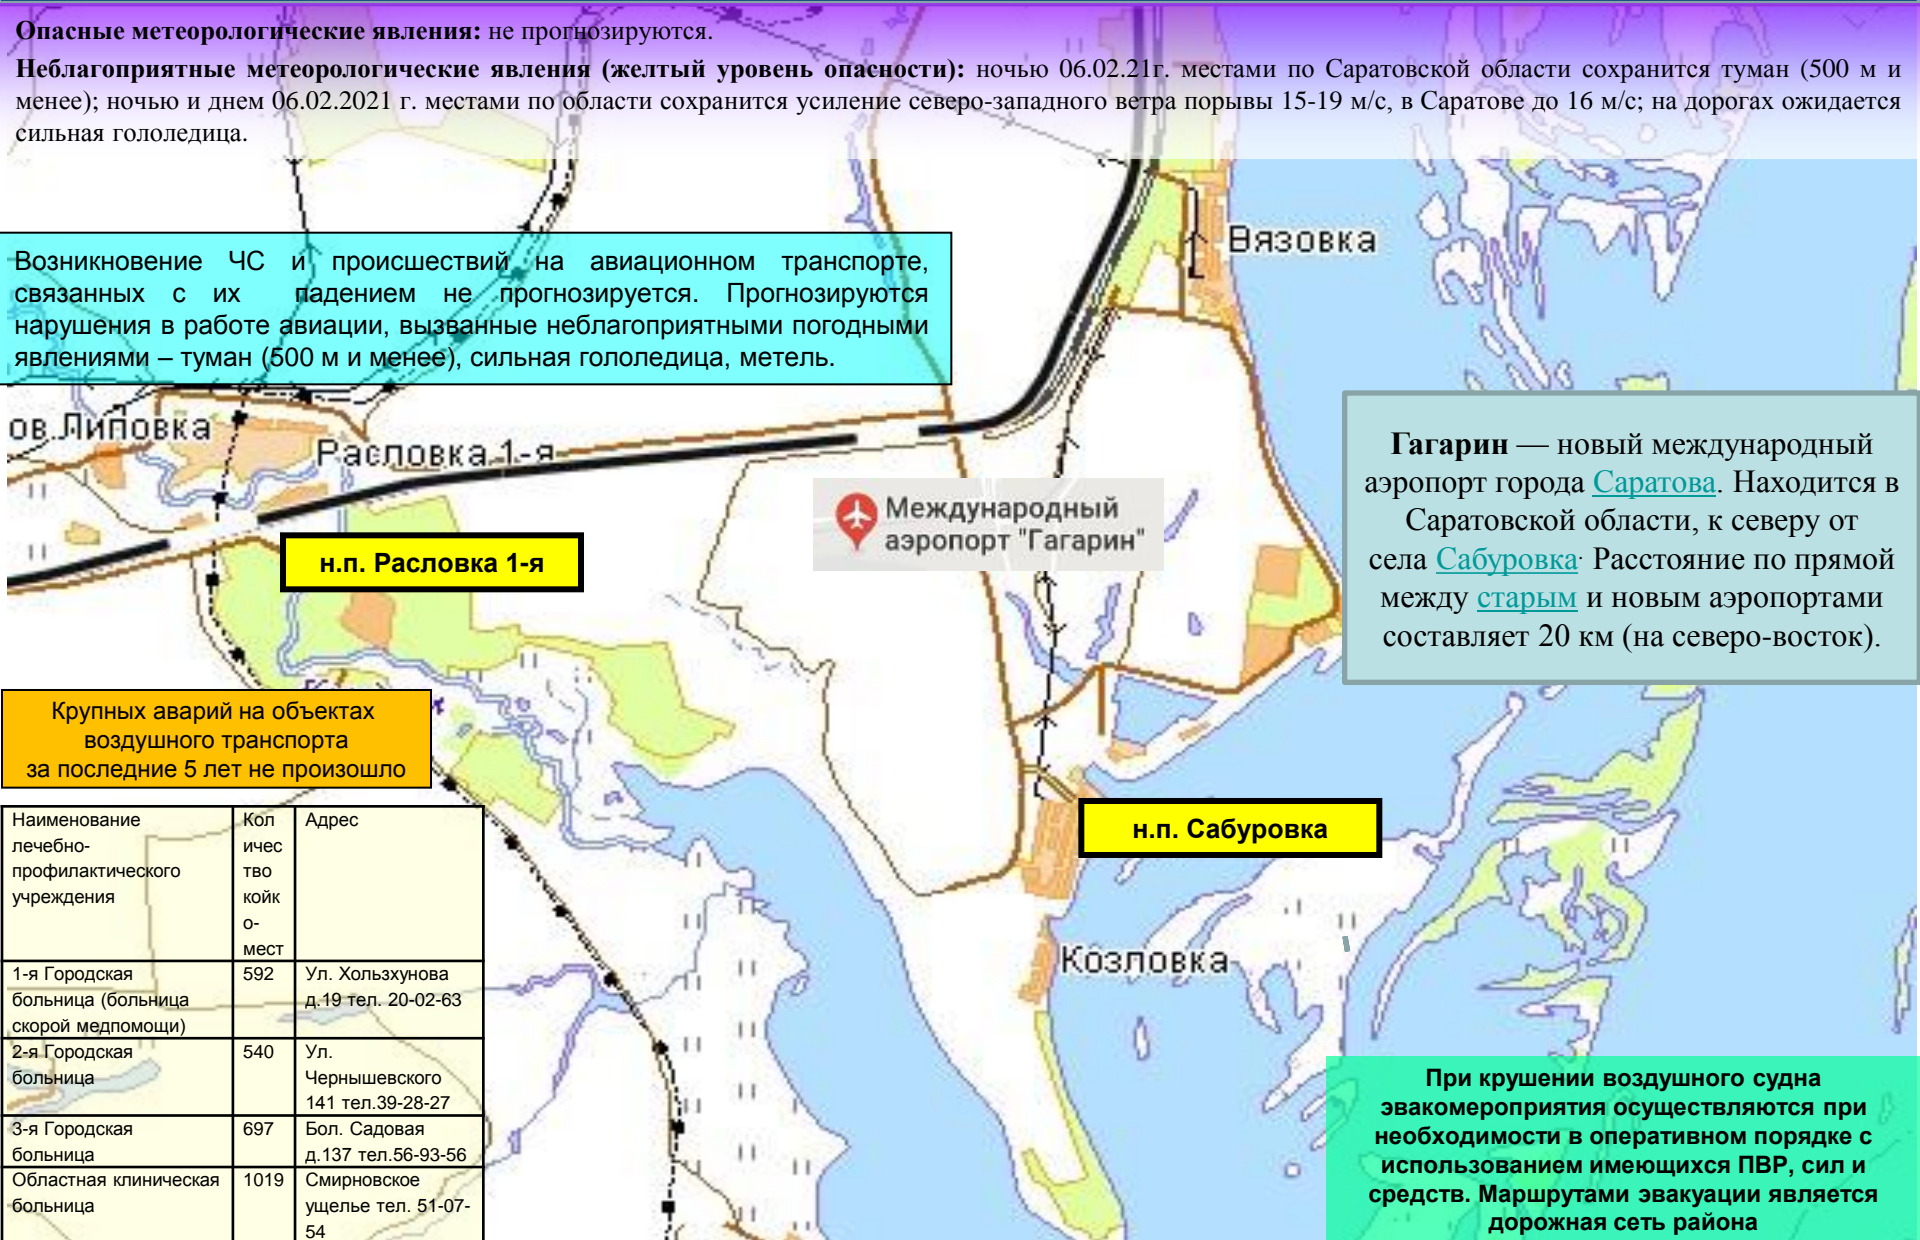 Опасные метеорологические явления: не прогнозируются.
Неблагоприятные метеорологические явления (желтый уровень опасности): ночью 06.02.21г. местами по Саратовской области сохранится туман (500 м и
менее); ночью и днем 06.02.2021 г. местами по области сохранится усиление северо-западного ветра порывы 15-19 м/с, в Саратове до 16 м/с; на дорогах ожидается
сильная гололедица.
Вязовка
Возникновение ЧС и происшествий на авиационном транспорте,
связанных с их падением не прогнозируется. Прогнозируются
нарушения в работе авиации, вызванные неблагоприятными погодными
явлениями – туман (500 м и менее), сильная гололедица, метель.
ов.Липовка
Расловка 1-я
Международный
аэропорт "Гагарин"
Гагарин — новый международный
аэропорт города Саратова. Находится в
Саратовской области, к северу от
села Сабуровка. Расстояние по прямой
между старым и новым аэропортами
составляет 20 км (на северо-восток).
н.п. Расловка 1-я
Крупных аварий на объектах
воздушного транспорта
за последние 5 лет не произошло
н.п. Сабуровка
Козловка
Наименование
лечебно-
профилактического
учреждения
Кол
ичес
тво
койк
о-
мест
Адрес
1-я Городская
больница (больница
скорой медпомощи)
592
Ул. Хользхунова
д.19 тел. 20-02-63
2-я Городская
больница
540
Ул.
Чернышевского
141 тел.39-28-27
3-я Городская
больница
697
Бол. Садовая
д.137 тел.56-93-56
Областная клиническая
больница
1019
Смирновское
ущелье тел. 51-07-
54
При крушении воздушного судна
эвакомероприятия осуществляются при
необходимости в оперативном порядке с
использованием имеющихся ПВР, сил и
средств. Маршрутами эвакуации является
дорожная сеть района